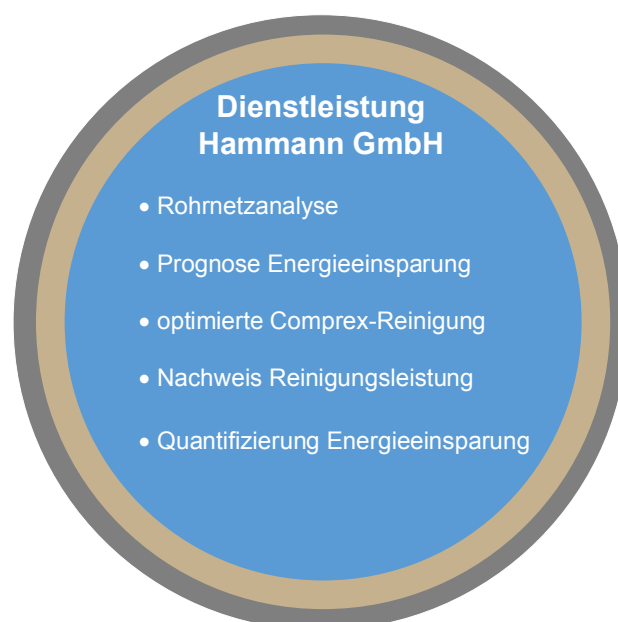 Dienstleistung
Hammann GmbH
• Rohrnetzanalyse
• Prognose Energieeinsparung
• optimierte Comprex-Reinigung
• Nachweis Reinigungsleistung
• Quantifizierung Energieeinsparung